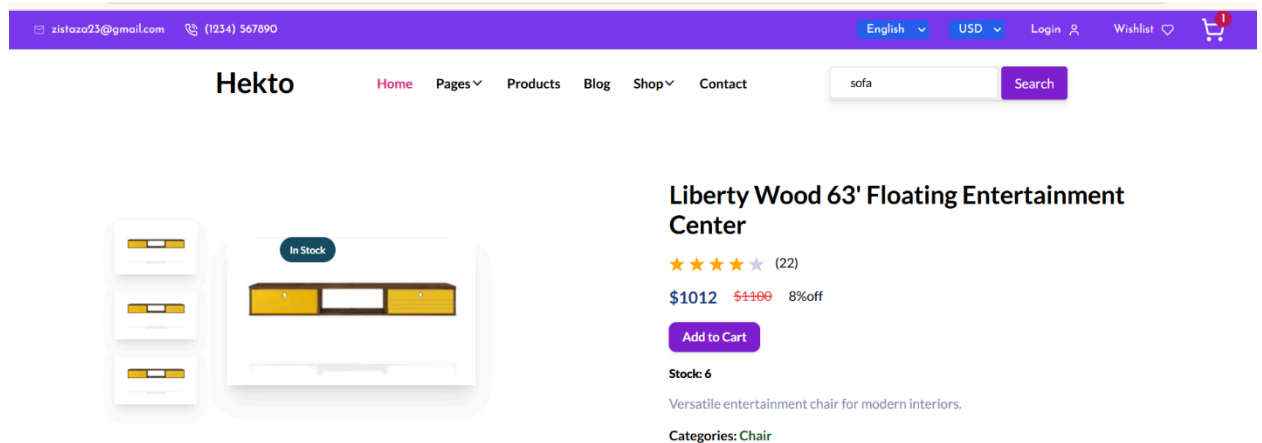 zistaza23@gmail.com (1234) 567890 English USD Login Wishlist 1
Hekto Home Pages Products Blog Shop Contact sofa Search
Liberty Wood 63' Floating Entertainment
Center
In Stock
(22)
$1012 $1100 8%off
Add to Cart
Stock: 6
Versatile entertainment chair for modern interiors.
Categories: Chair